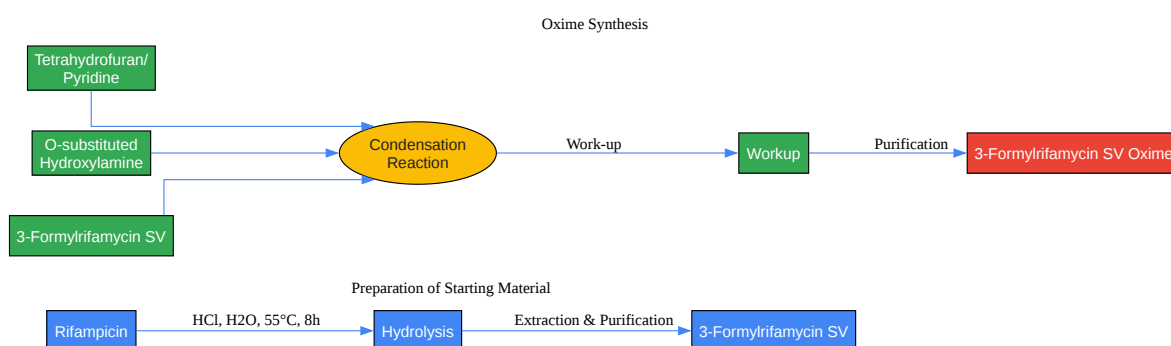 Oxime Synthesis
Tetrahydrofuran/
Pyridine
O-substituted
Hydroxylamine
3-Formylrifamycin SV
Condensation
Reaction
Work-up
Workup
Purification
3-Formylrifamycin SV Oxime
Preparation of Starting Material
Rifampicin
HCl, H2O, 55°C, 8h
Hydrolysis
Extraction & Purification
3-Formylrifamycin SV